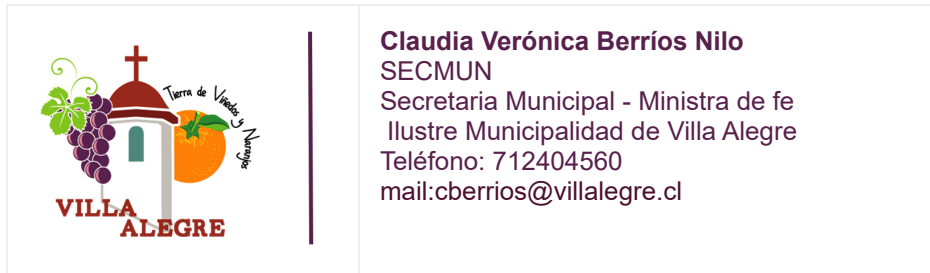 Tierra de Viñedos y Naranjos
VILLA
ALEGRE
Claudia Verónica Berríos Nilo
SECMUN
Secretaria Municipal - Ministra de fe
Ilustre Municipalidad de Villa Alegre
Teléfono: 712404560
mail:cberrios@villalegre.cl